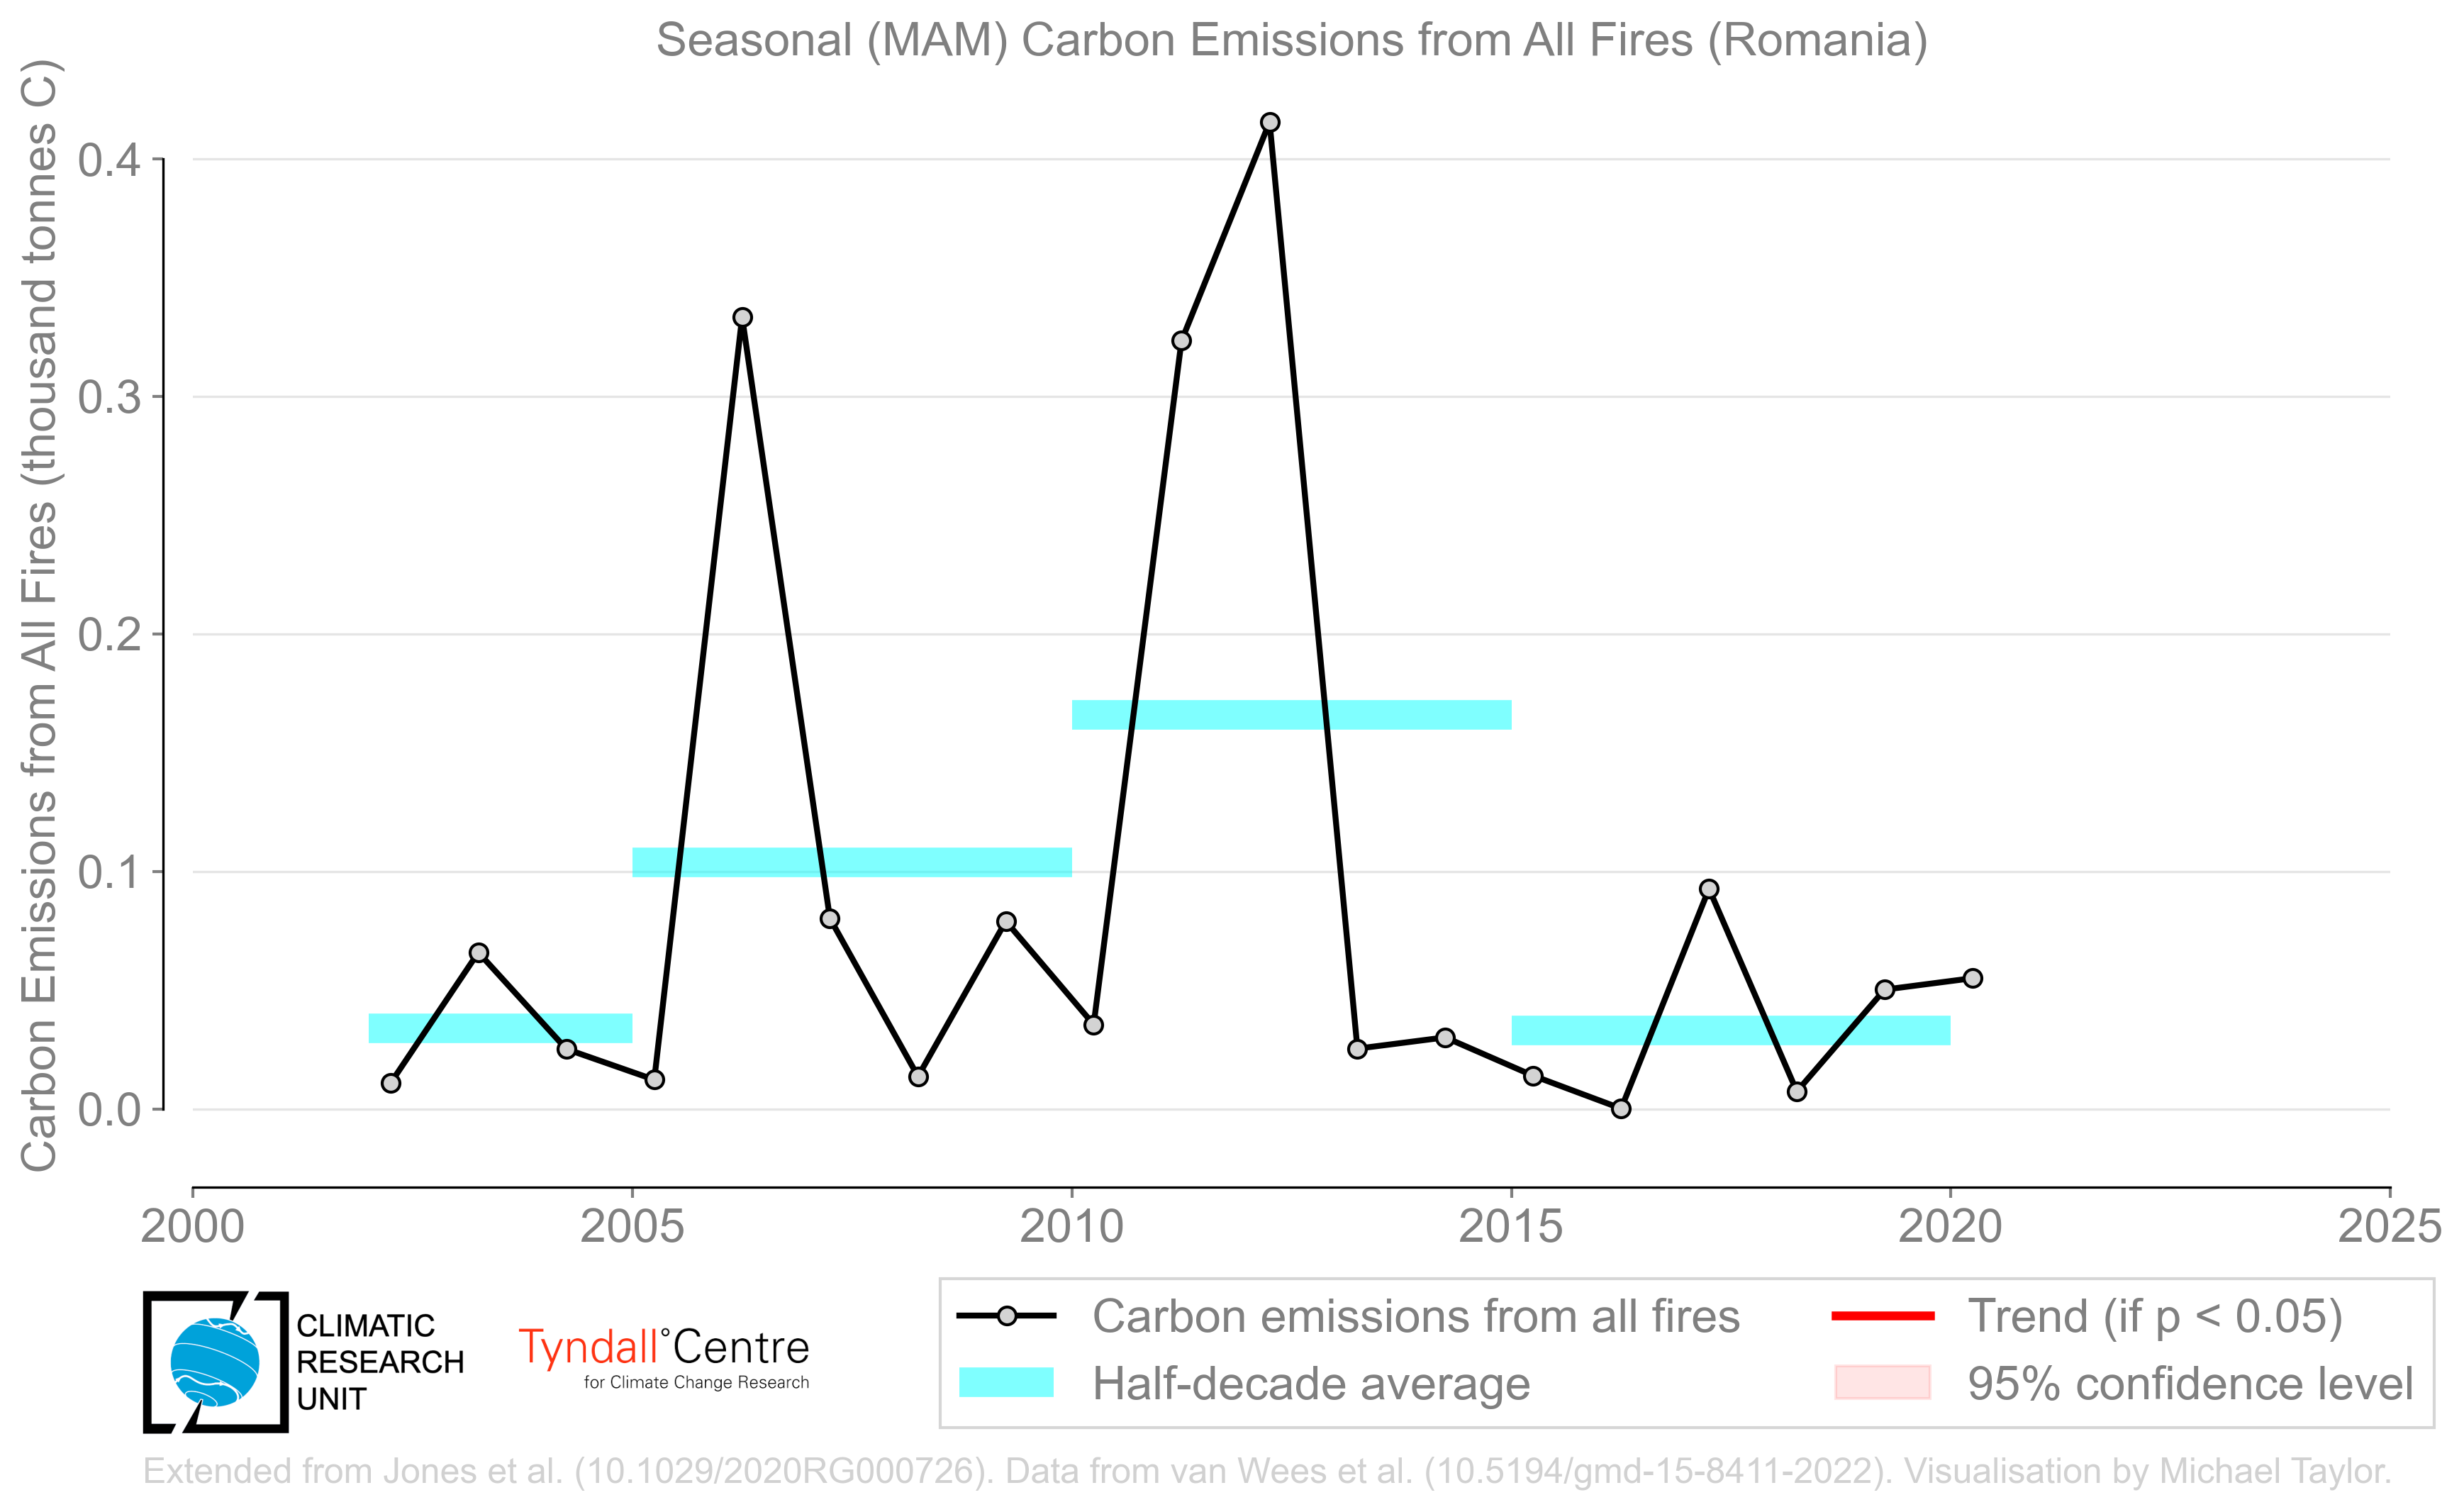 Seasonal (MAM) Carbon Emissions from All Fires (Romania)
Carbon Emissions from All Fires (thousand tonnes C)
0.4
0.3
0.2
0.1
0.0
2000
2005
2010
2015
2020
2025
CLIMATIC
RESEARCH
UNIT
Tyndall°Centre
for Climate Change Research
Carbon emissions from all fires
Half-decade average
Trend (if p < 0.05)
95% confidence level
Extended from Jones et al. (10.1029/2020RG000726). Data from van Wees et al. (10.5194/gmd-15-8411-2022). Visualisation by Michael Taylor.